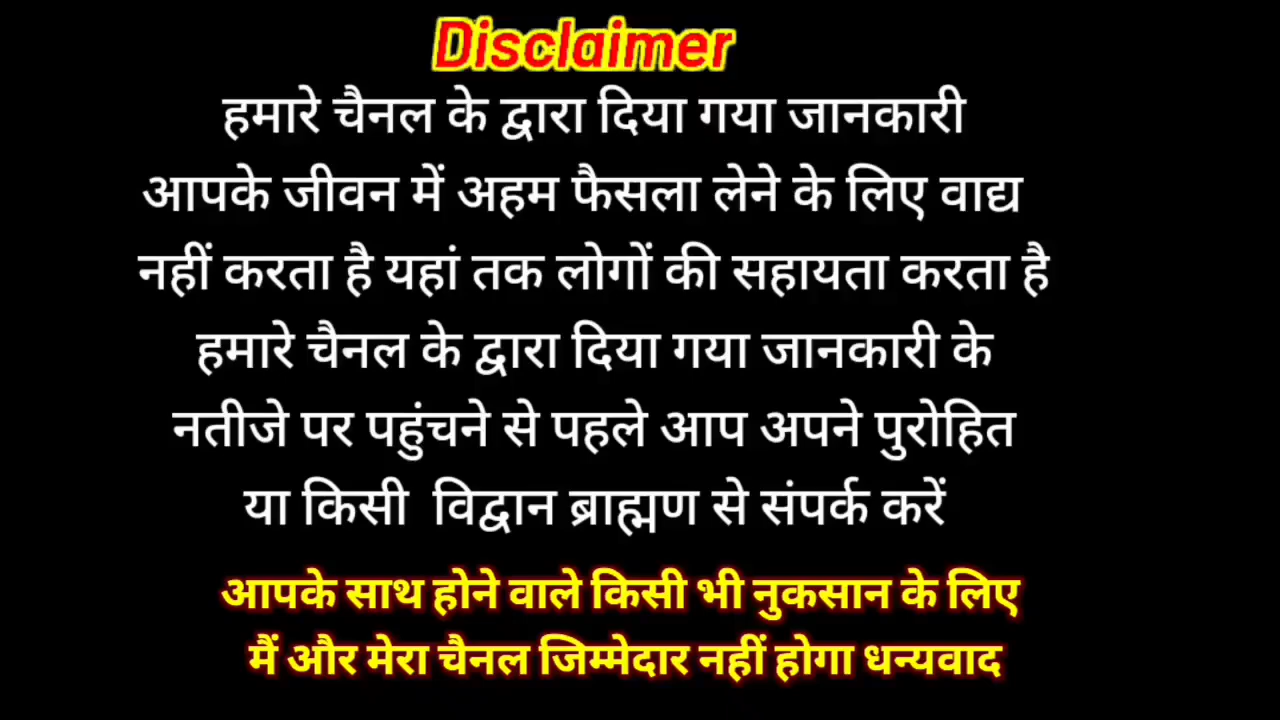 Disclaimer
हमारे चैनल के द्वारा दिया गया जानकारी
आपके जीवन में अहम फैसला लेने के लिए वाद्य
नहीं करता है यहां तक लोगों की सहायता करता है
हमारे चैनल के द्वारा दिया गया जानकारी के
नतीजे पर पहुंचने से पहले आप अपने पुरोहित
या किसी  विद्वान ब्राह्मण से संपर्क करें
आपके साथ होने वाले किसी भी नुकसान के लिए
मैं और मेरा चैनल जिम्मेदार नहीं होगा धन्यवाद